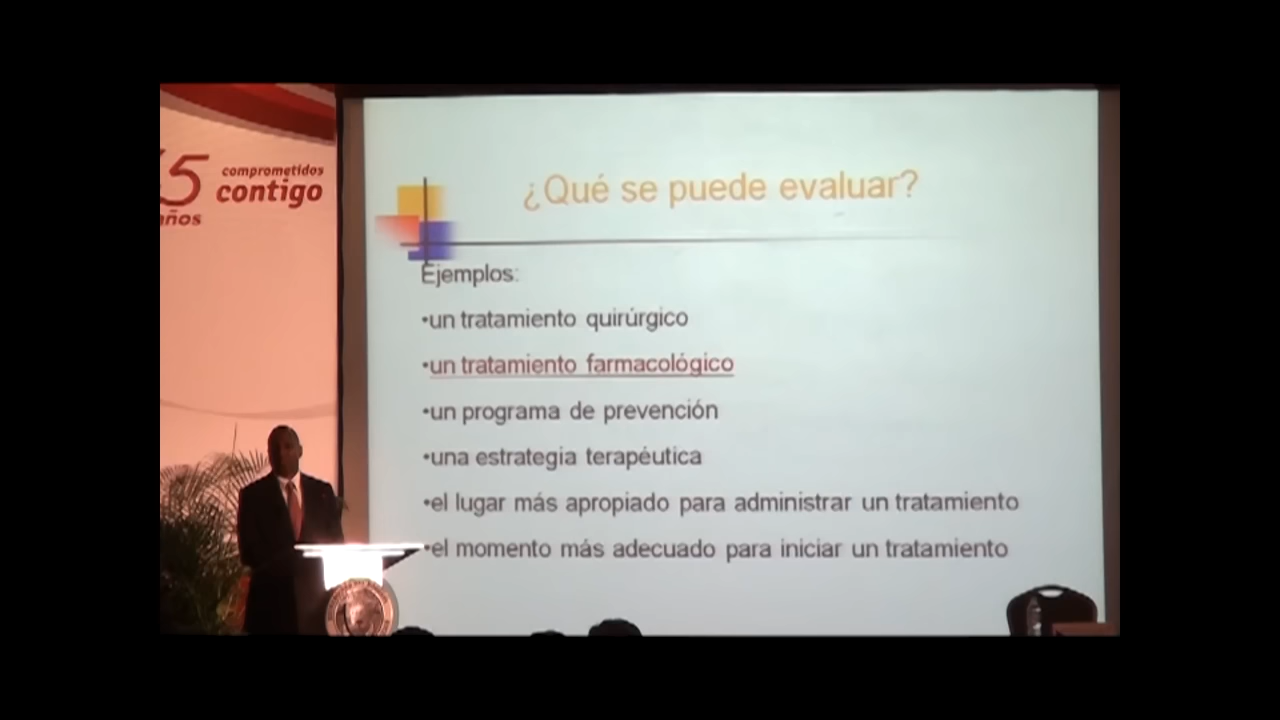 comprometidos
contigo
años
¿Qué se puede evaluar?
Ejemplos:
•un tratamiento quirúrgico
•un tratamiento farmacológico
•un programa de prevención
•una estrategia terapéutica
•el lugar más apropiado para administrar un tratamiento
•el momento más adecuado para iniciar un tratamiento